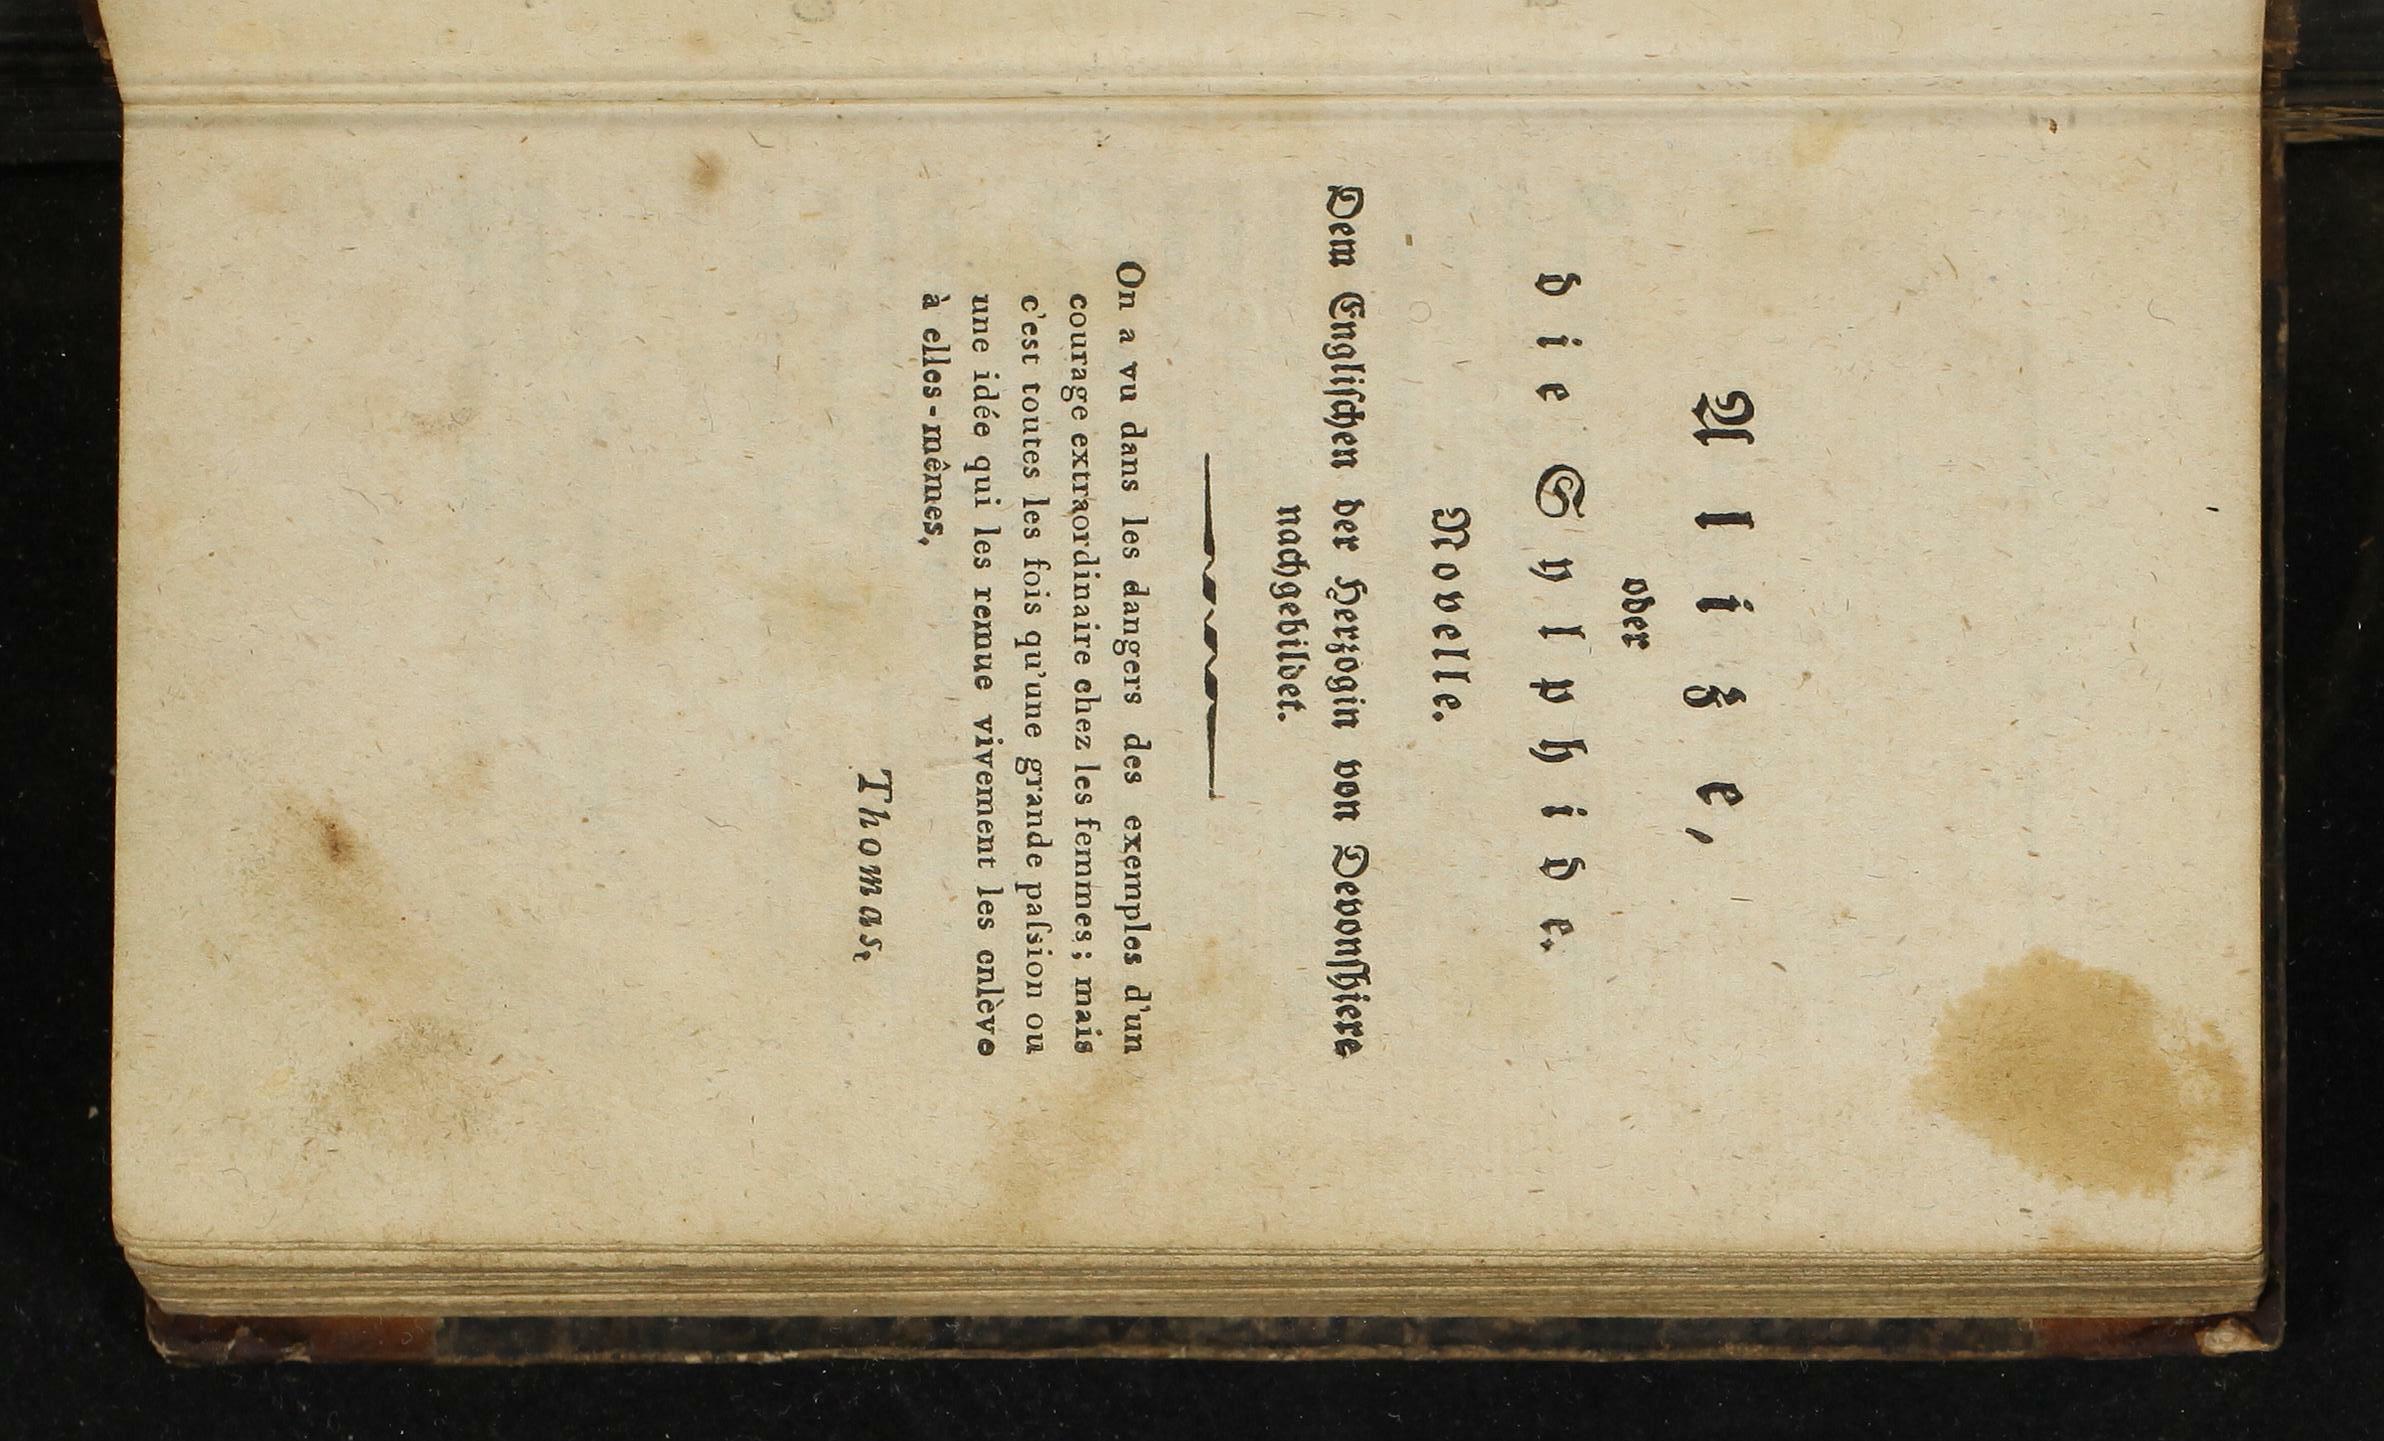 Alize,
oder
die Sylphide.
Novelle.
Dem Engliſchen der Herzogin von Devonſhiere
nachgebildet.
On a vu dans les dangers des exemples d'un
courage extraordinaire chez les femmes; mais
c'est toutes les fois qu'une grande paſsion ou
une idée qui les remue vivement les enlève
à elles-mêmes.
Thomas.